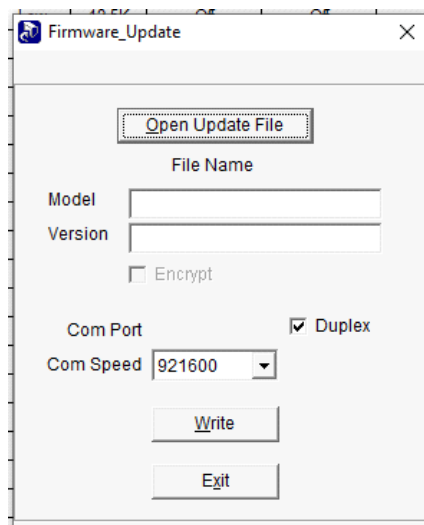 Firmware_Update
Open Update File
File Name
Model
Version
Encrypt
Duplex
Com Port
Com Speed 921600
Write
Exit